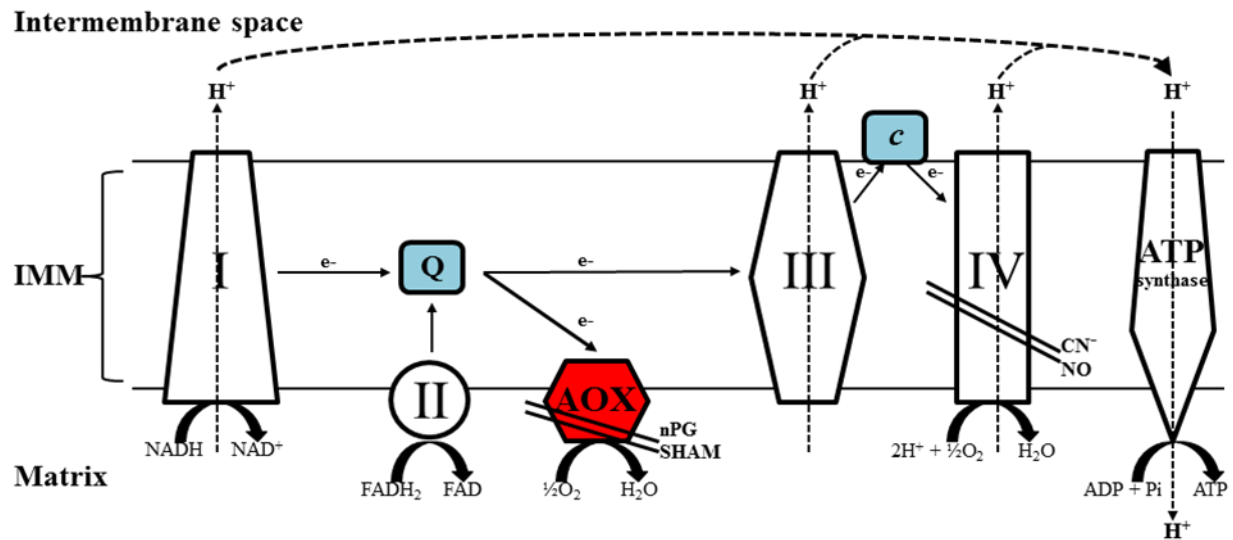 Intermembrane space
H⁺
H⁺
H⁺
H⁺
c
e-
e-
IMM
I
e-
Q
e-
III
IV
ATP
synthase
e-
CN⁻
NO
II
AOX
nPG
SHAM
NADH
NAD⁺
2H⁺ + ½O₂
H₂O
Matrix
FADH₂
FAD
½O₂
H₂O
ADP + Pi
ATP
H⁺